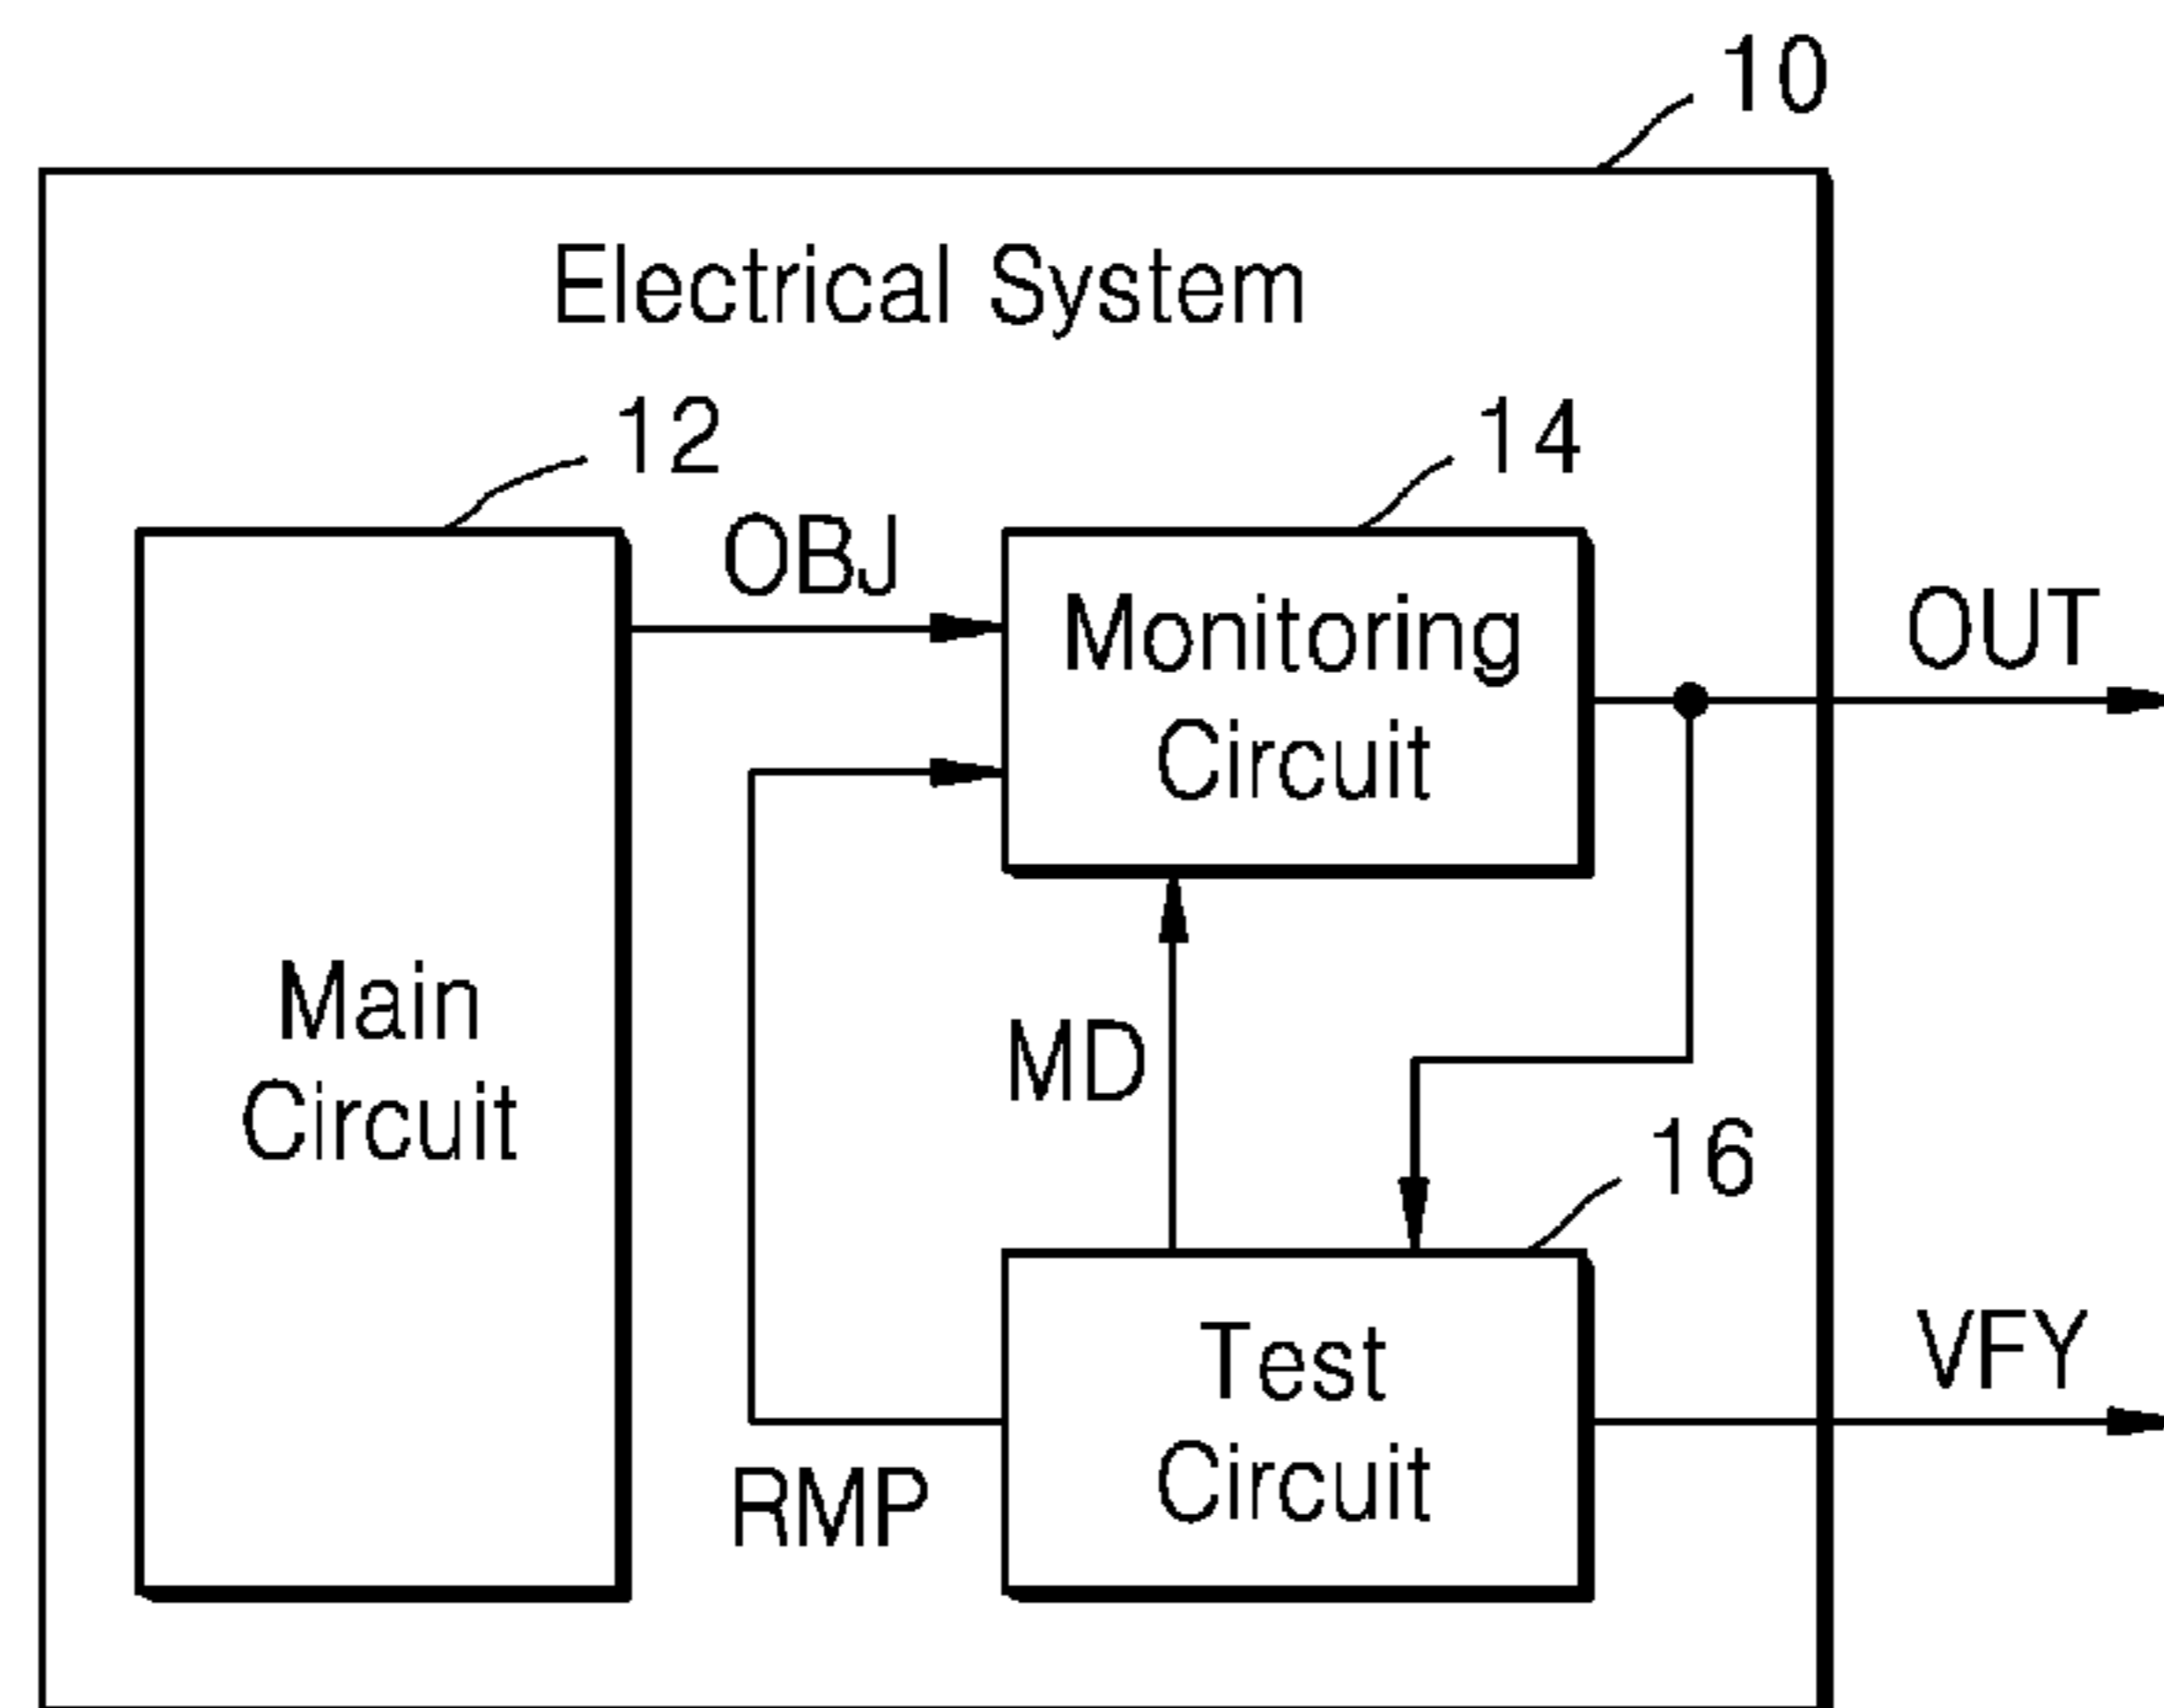 10
Electrical System
12
14
OBJ
Monitoring
Circuit
OUT
Main
Circuit
MD
16
Test
Circuit
VFY
RMP